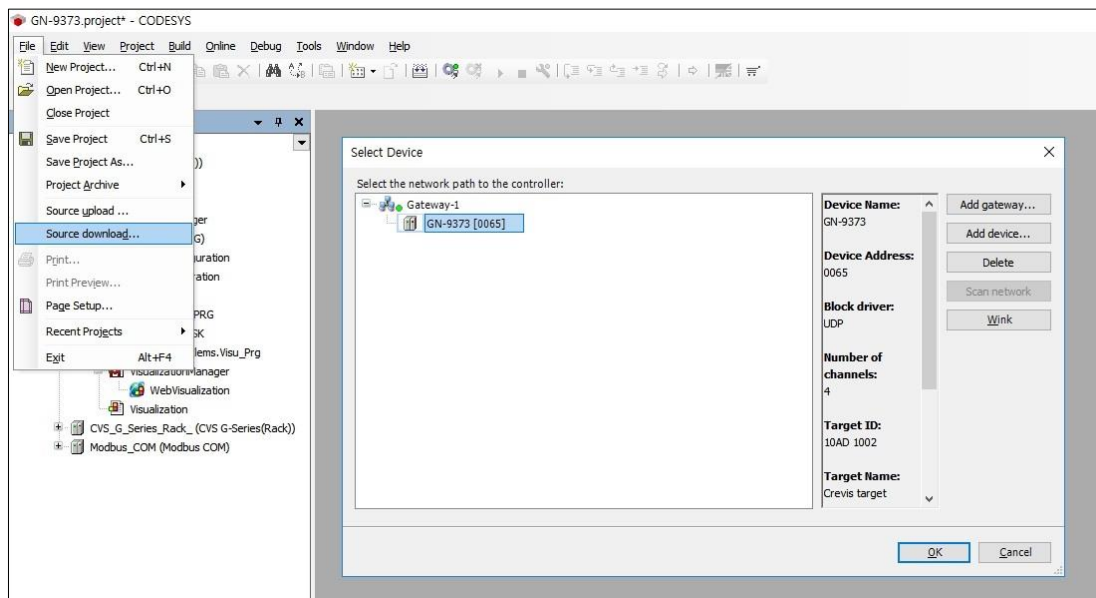 GN-9373.project* - CODESYS
File Edit View Project Build Online Debug Tools Window Help
New Project... Ctrl+N
Open Project... Ctrl+O
Close Project
Save Project Ctrl+S
Save Project As...
Project Archive
Source upload ...
Source download...
Print...
Print Preview...
Page Setup...
Recent Projects
Exit Alt+F4
))
ger
G)
uration
ation
PRG
SK
lems.Visu_Prg
VisualizationManager
WebVisualization
Visualization
CVS_G_Series_Rack_ (CVS G-Series(Rack))
Modbus_COM (Modbus COM)
Select Device
Select the network path to the controller:
Gateway-1
GN-9373 [0065]
Device Name:
GN-9373
Device Address:
0065
Block driver:
UDP
Number of
channels:
4
Target ID:
10AD 1002
Target Name:
Crevis target
Add gateway...
Add device...
Delete
Scan network
Wink
OK Cancel